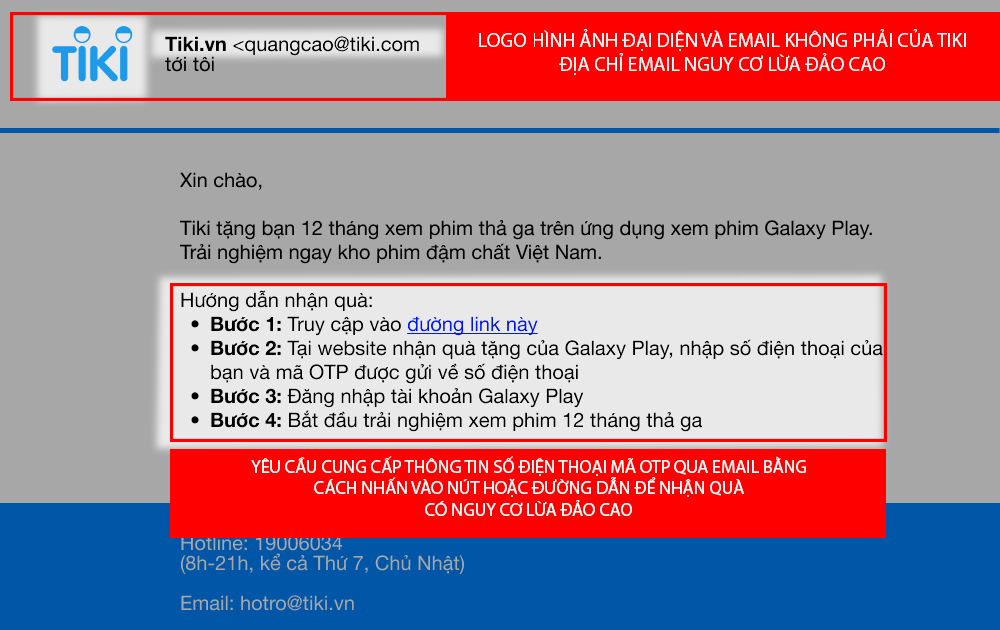 TIKI
Tiki.vn <quangcao@tiki.com
tới tôi
LOGO HÌNH ẢNH ĐẠI DIỆN VÀ EMAIL KHÔNG PHẢI CỦA TIKI
ĐỊA CHỈ EMAIL NGUY CƠ LỪA ĐẢO CAO
Xin chào,
Tiki tặng bạn 12 tháng xem phim thả ga trên ứng dụng xem phim Galaxy Play.
Trải nghiệm ngay kho phim đậm chất Việt Nam.
Hướng dẫn nhận quà:
• Bước 1: Truy cập vào đường link này
• Bước 2: Tại website nhận quà tặng của Galaxy Play, nhập số điện thoại của
bạn và mã OTP được gửi về số điện thoại
• Bước 3: Đăng nhập tài khoản Galaxy Play
• Bước 4: Bắt đầu trải nghiệm xem phim 12 tháng thả ga
YÊU CẦU CUNG CẤP THÔNG TIN SỐ ĐIỆN THOẠI MÃ OTP QUA EMAIL BẰNG
CÁCH NHẤN VÀO NÚT HOẶC ĐƯỜNG DẪN ĐỂ NHẬN QUÀ
CÓ NGUY CƠ LỪA ĐẢO CAO
Hotline: 19006034
(8h-21h, kể cả Thứ 7, Chủ Nhật)
Email: hotro@tiki.vn